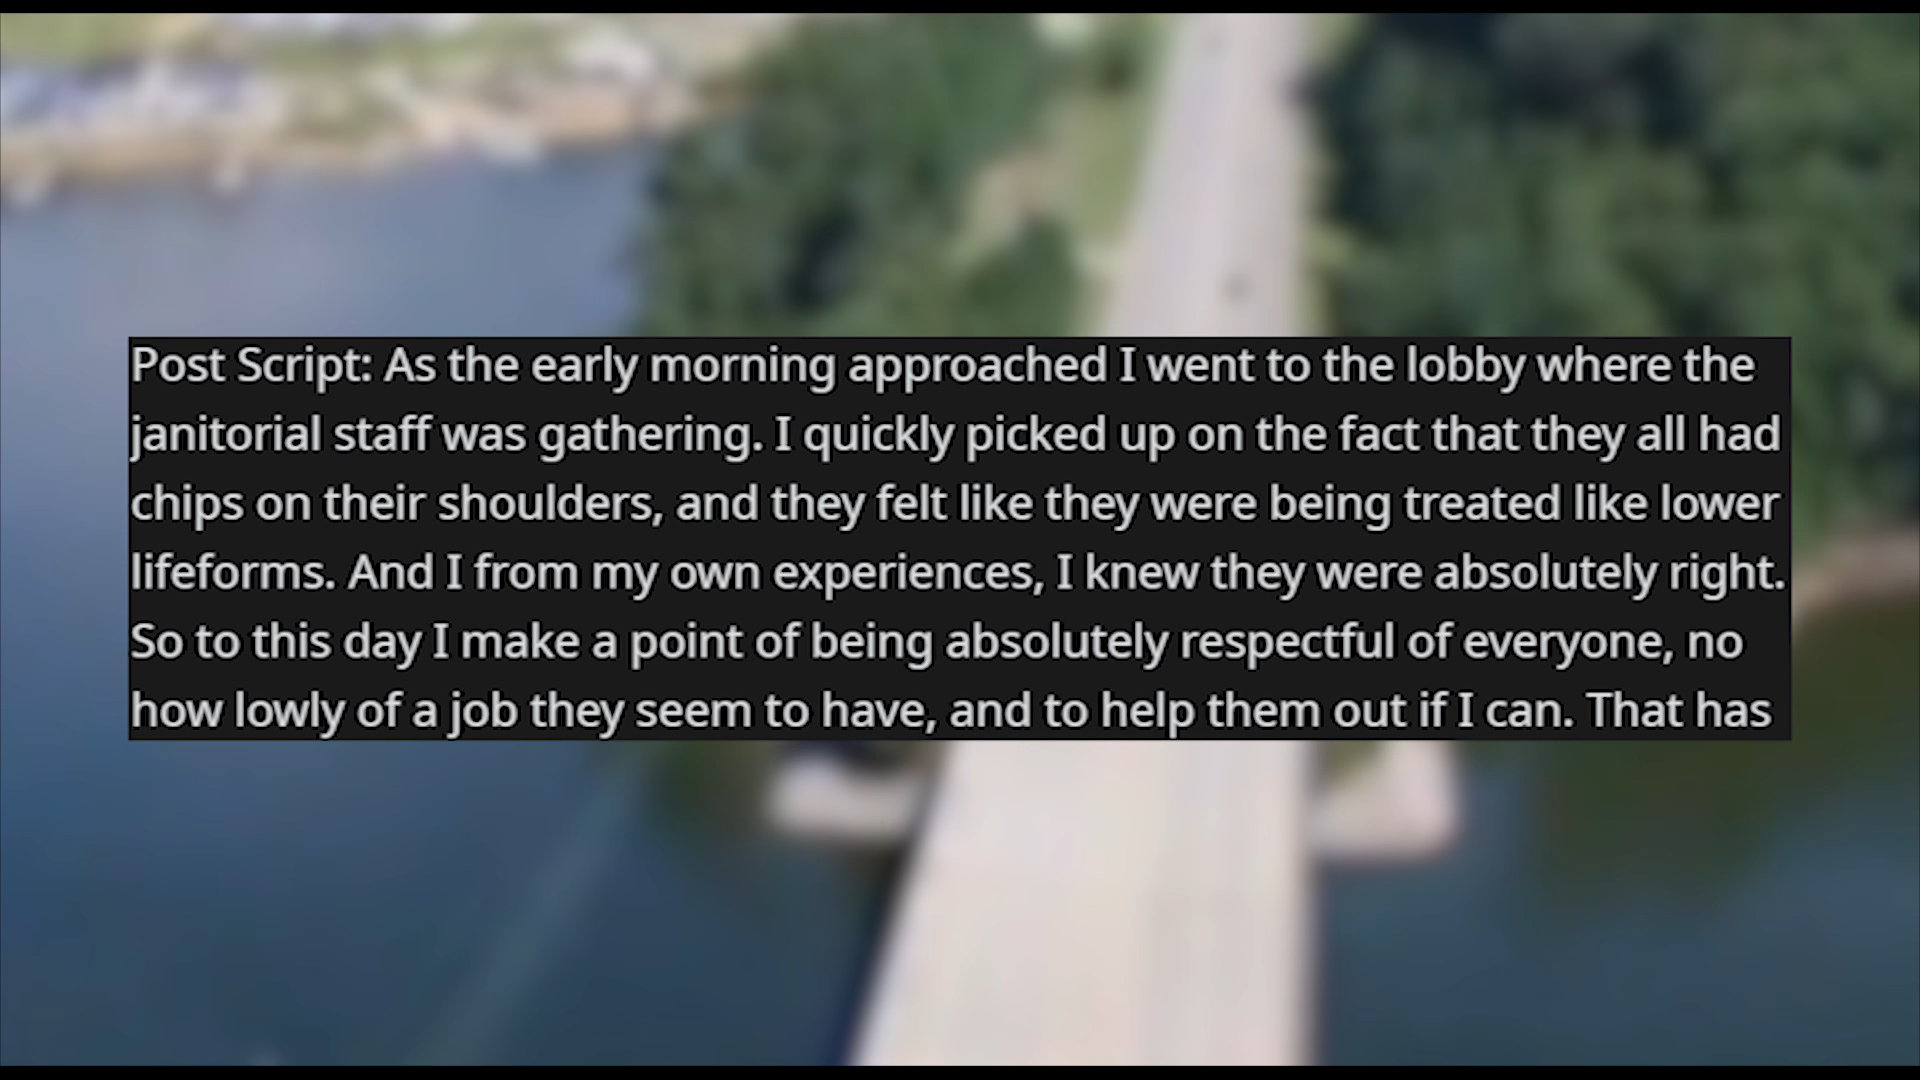 Post Script: As the early morning approached I went to the lobby where the
janitorial staff was gathering. I quickly picked up on the fact that they all had
chips on their shoulders, and they felt like they were being treated like lower
lifeforms. And I from my own experiences, I knew they were absolutely right.
So to this day I make a point of being absolutely respectful of everyone, no
how lowly of a job they seem to have, and to help them out if I can. That has